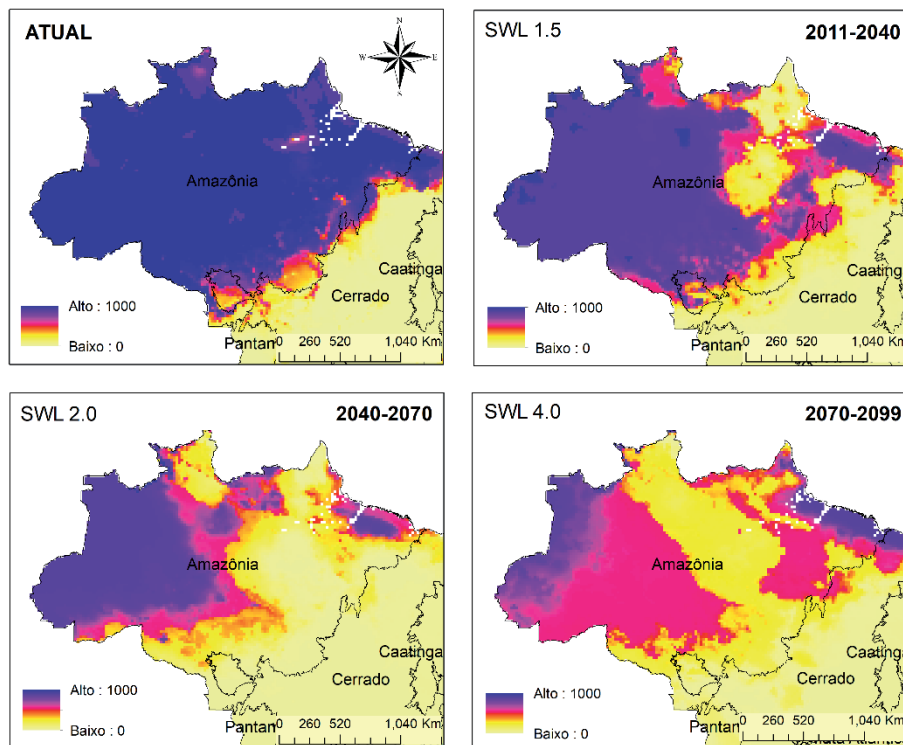 ATUAL
N
W E
S
Amazônia
Caatinga
Cerrado
Pantan
Alto : 1000
Baixo : 0
0 260 520 1,040 Km
SWL 1.5 2011-2040
Amazônia
Caatinga
Cerrado
Pantan
Alto : 1000
Baixo : 0
0 260 520 1,040 Km
SWL 2.0 2040-2070
Amazônia
Caatinga
Cerrado
Pantan
Alto : 1000
Baixo : 0
0 260 520 1,040 Km
SWL 4.0 2070-2099
Amazônia
Caatinga
Cerrado
Pantan
Alto : 1000
Baixo : 0
0 260 520 1,040 Km